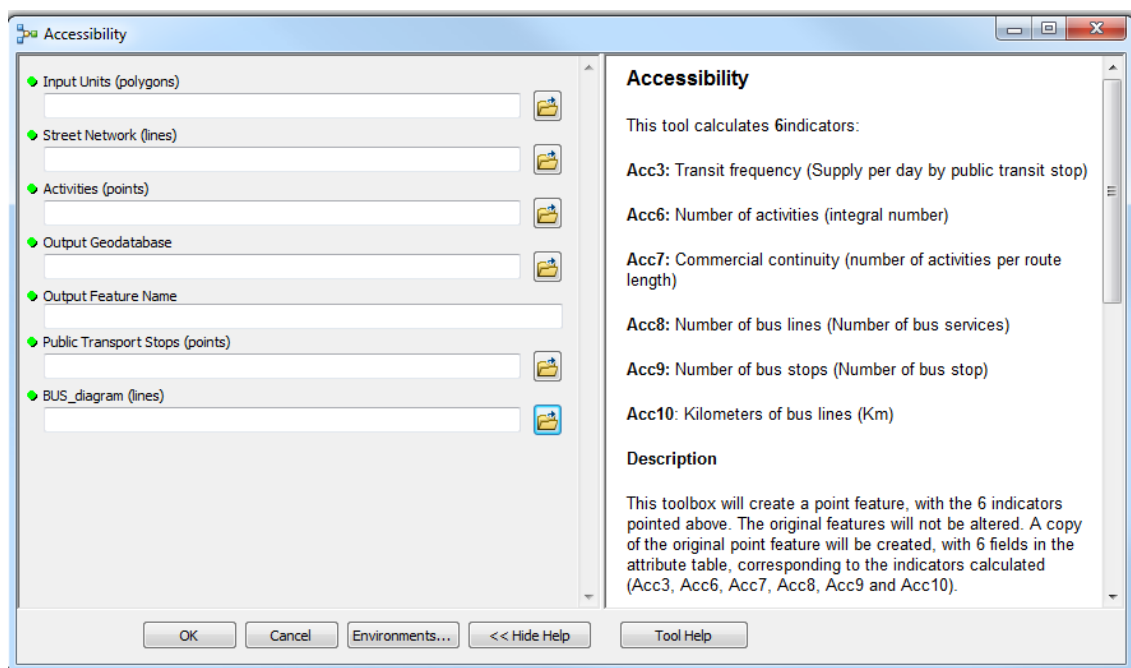 Accessibility
Input Units (polygons)
Street Network (lines)
Activities (points)
Output Geodatabase
Output Feature Name
Public Transport Stops (points)
BUS_diagram (lines)
Accessibility
This tool calculates 6indicators:
Acc3: Transit frequency (Supply per day by public transit stop)
Acc6: Number of activities (integral number)
Acc7: Commercial continuity (number of activities per route
length)
Acc8: Number of bus lines (Number of bus services)
Acc9: Number of bus stops (Number of bus stop)
Acc10: Kilometers of bus lines (Km)
Description
This toolbox will create a point feature, with the 6 indicators
pointed above. The original features will not be altered. A copy
of the original point feature will be created, with 6 fields in the
attribute table, corresponding to the indicators calculated
(Acc3, Acc6, Acc7, Acc8, Acc9 and Acc10).
OK Cancel Environments... << Hide Help Tool Help